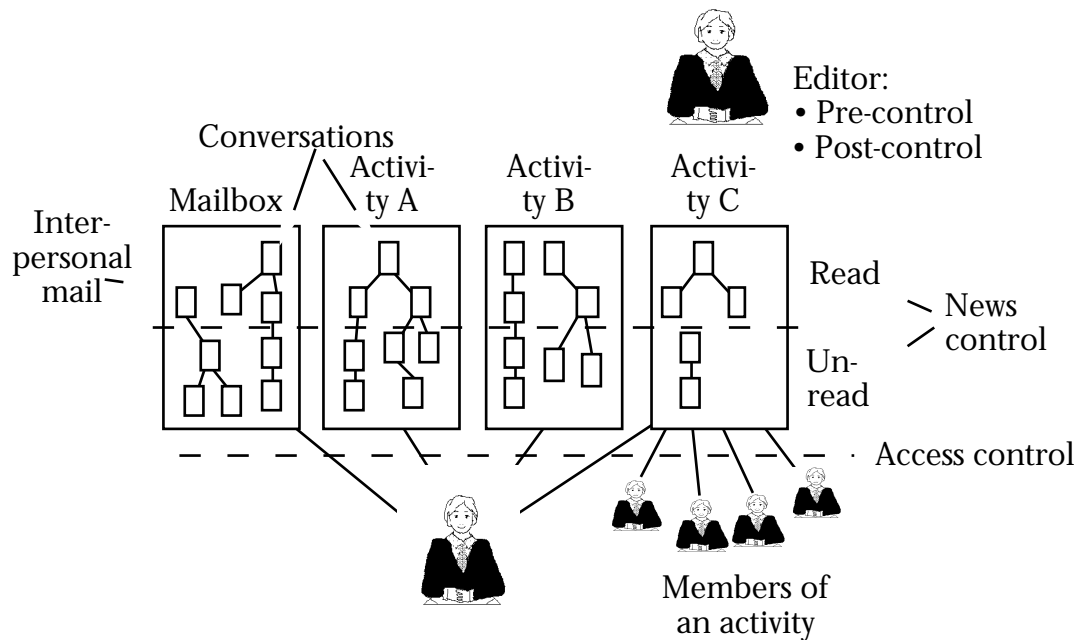 Editor:
• Pre-control
• Post-control
Conversations
Mailbox
Activi-
ty A
Activi-
ty B
Activi-
ty C
Inter-
personal
mail
Read
News
control
Un-
read
Access control
Members of
an activity